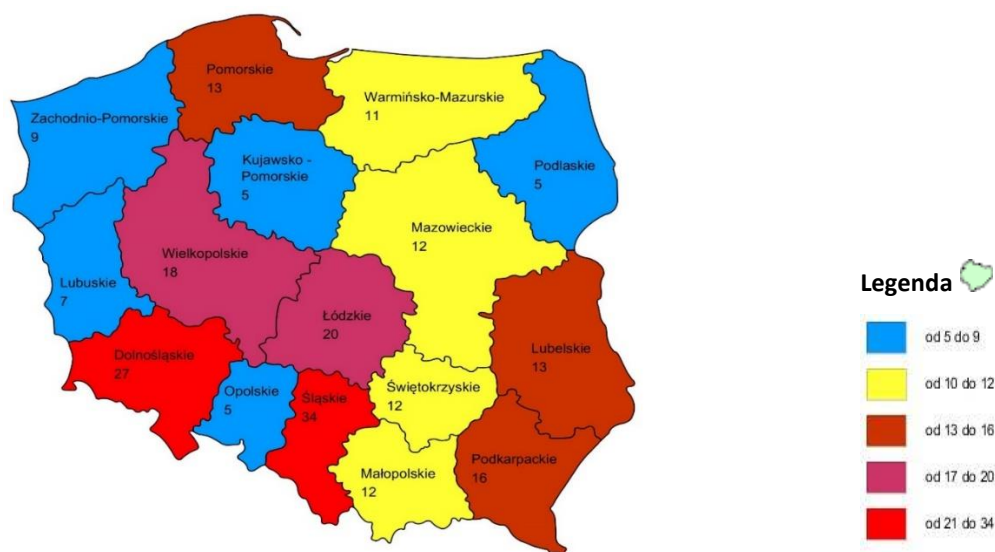 Pomorskie
13
Warmińsko-Mazurskie
11
Zachodnio-Pomorskie
9
Kujawsko -
Pomorskie
5
Podlaskie
5
Mazowieckie
12
Wielkopolskie
18
Lubuskie
7
Łódzkie
20
Lubelskie
13
Dolnośląskie
27
Opolskie
5
Śląskie
34
Świętokrzyskie
12
Małopolskie
12
Podkarpackie
16
Legenda
od 5 do 9
od 10 do 12
od 13 do 16
od 17 do 20
od 21 do 34